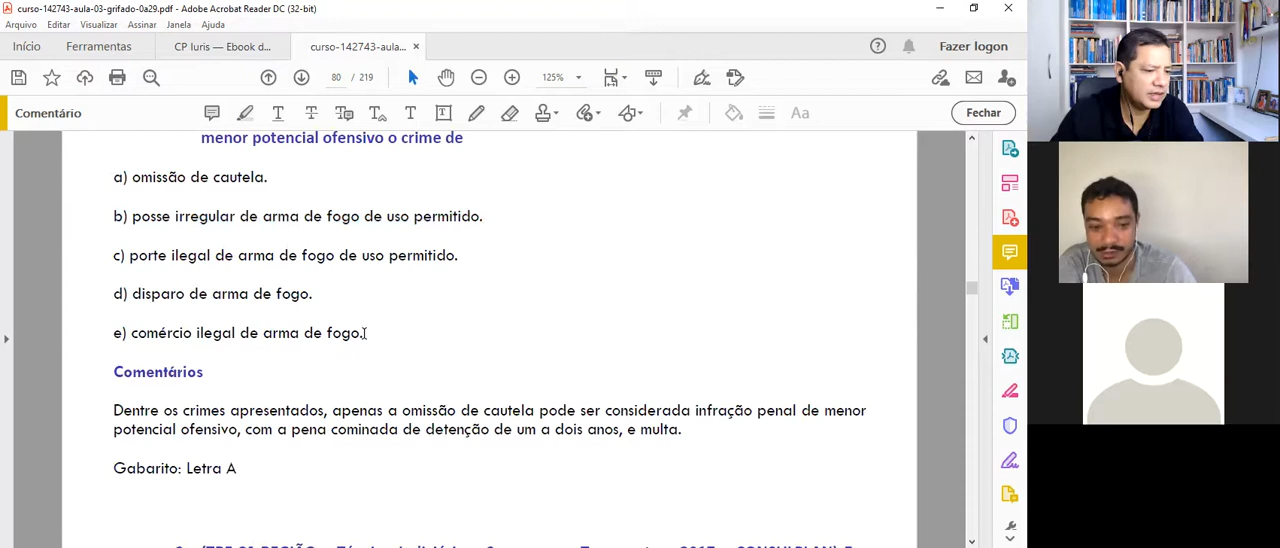 curso-142743-aula-03-grifado-0a29.pdf - Adobe Acrobat Reader DC (32-bit)
Arquivo Editar Visualizar Assinar Janela Ajuda
Início Ferramentas CP Iuris — Ebook d... curso-142743-aula... × Fazer logon
80 / 219 125%
Comentário Aa Fechar
menor potencial ofensivo o crime de
a) omissão de cautela.
b) posse irregular de arma de fogo de uso permitido.
c) porte ilegal de arma de fogo de uso permitido.
d) disparo de arma de fogo.
e) comércio ilegal de arma de fogo.
Comentários
Dentre os crimes apresentados, apenas a omissão de cautela pode ser considerada infração penal de menor
potencial ofensivo, com a pena cominada de detenção de um a dois anos, e multa.
Gabarito: Letra A